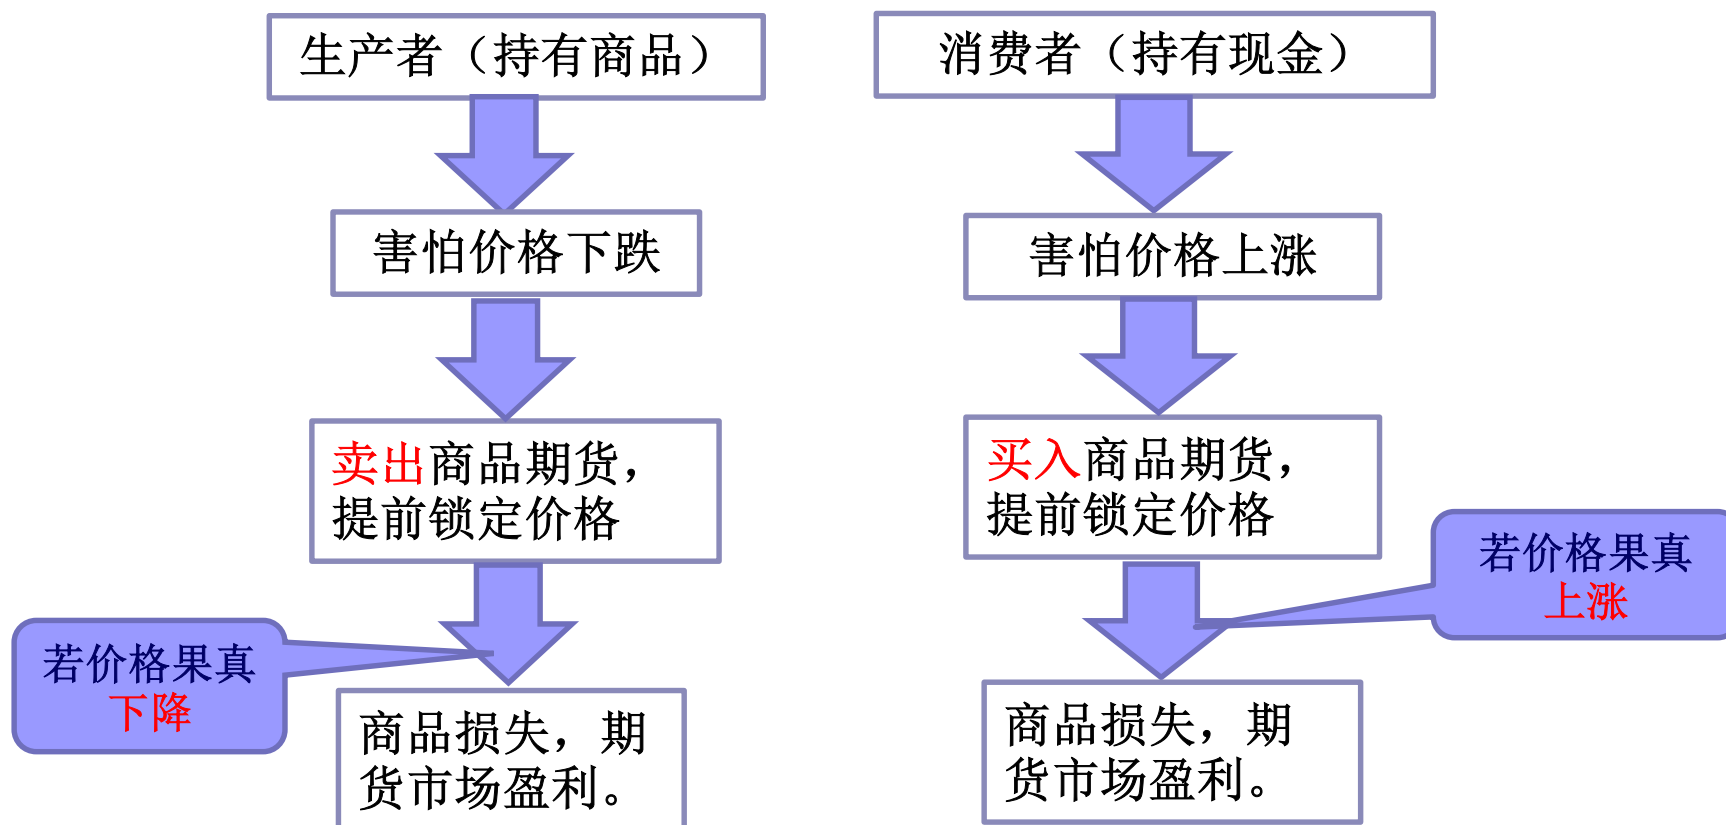 生产者（持有商品）
害怕价格下跌
卖出商品期货，
提前锁定价格
若价格果真
下降
商品损失，期
货市场盈利。
消费者（持有现金）
害怕价格上涨
买入商品期货，
提前锁定价格
若价格果真
上涨
商品损失，期
货市场盈利。